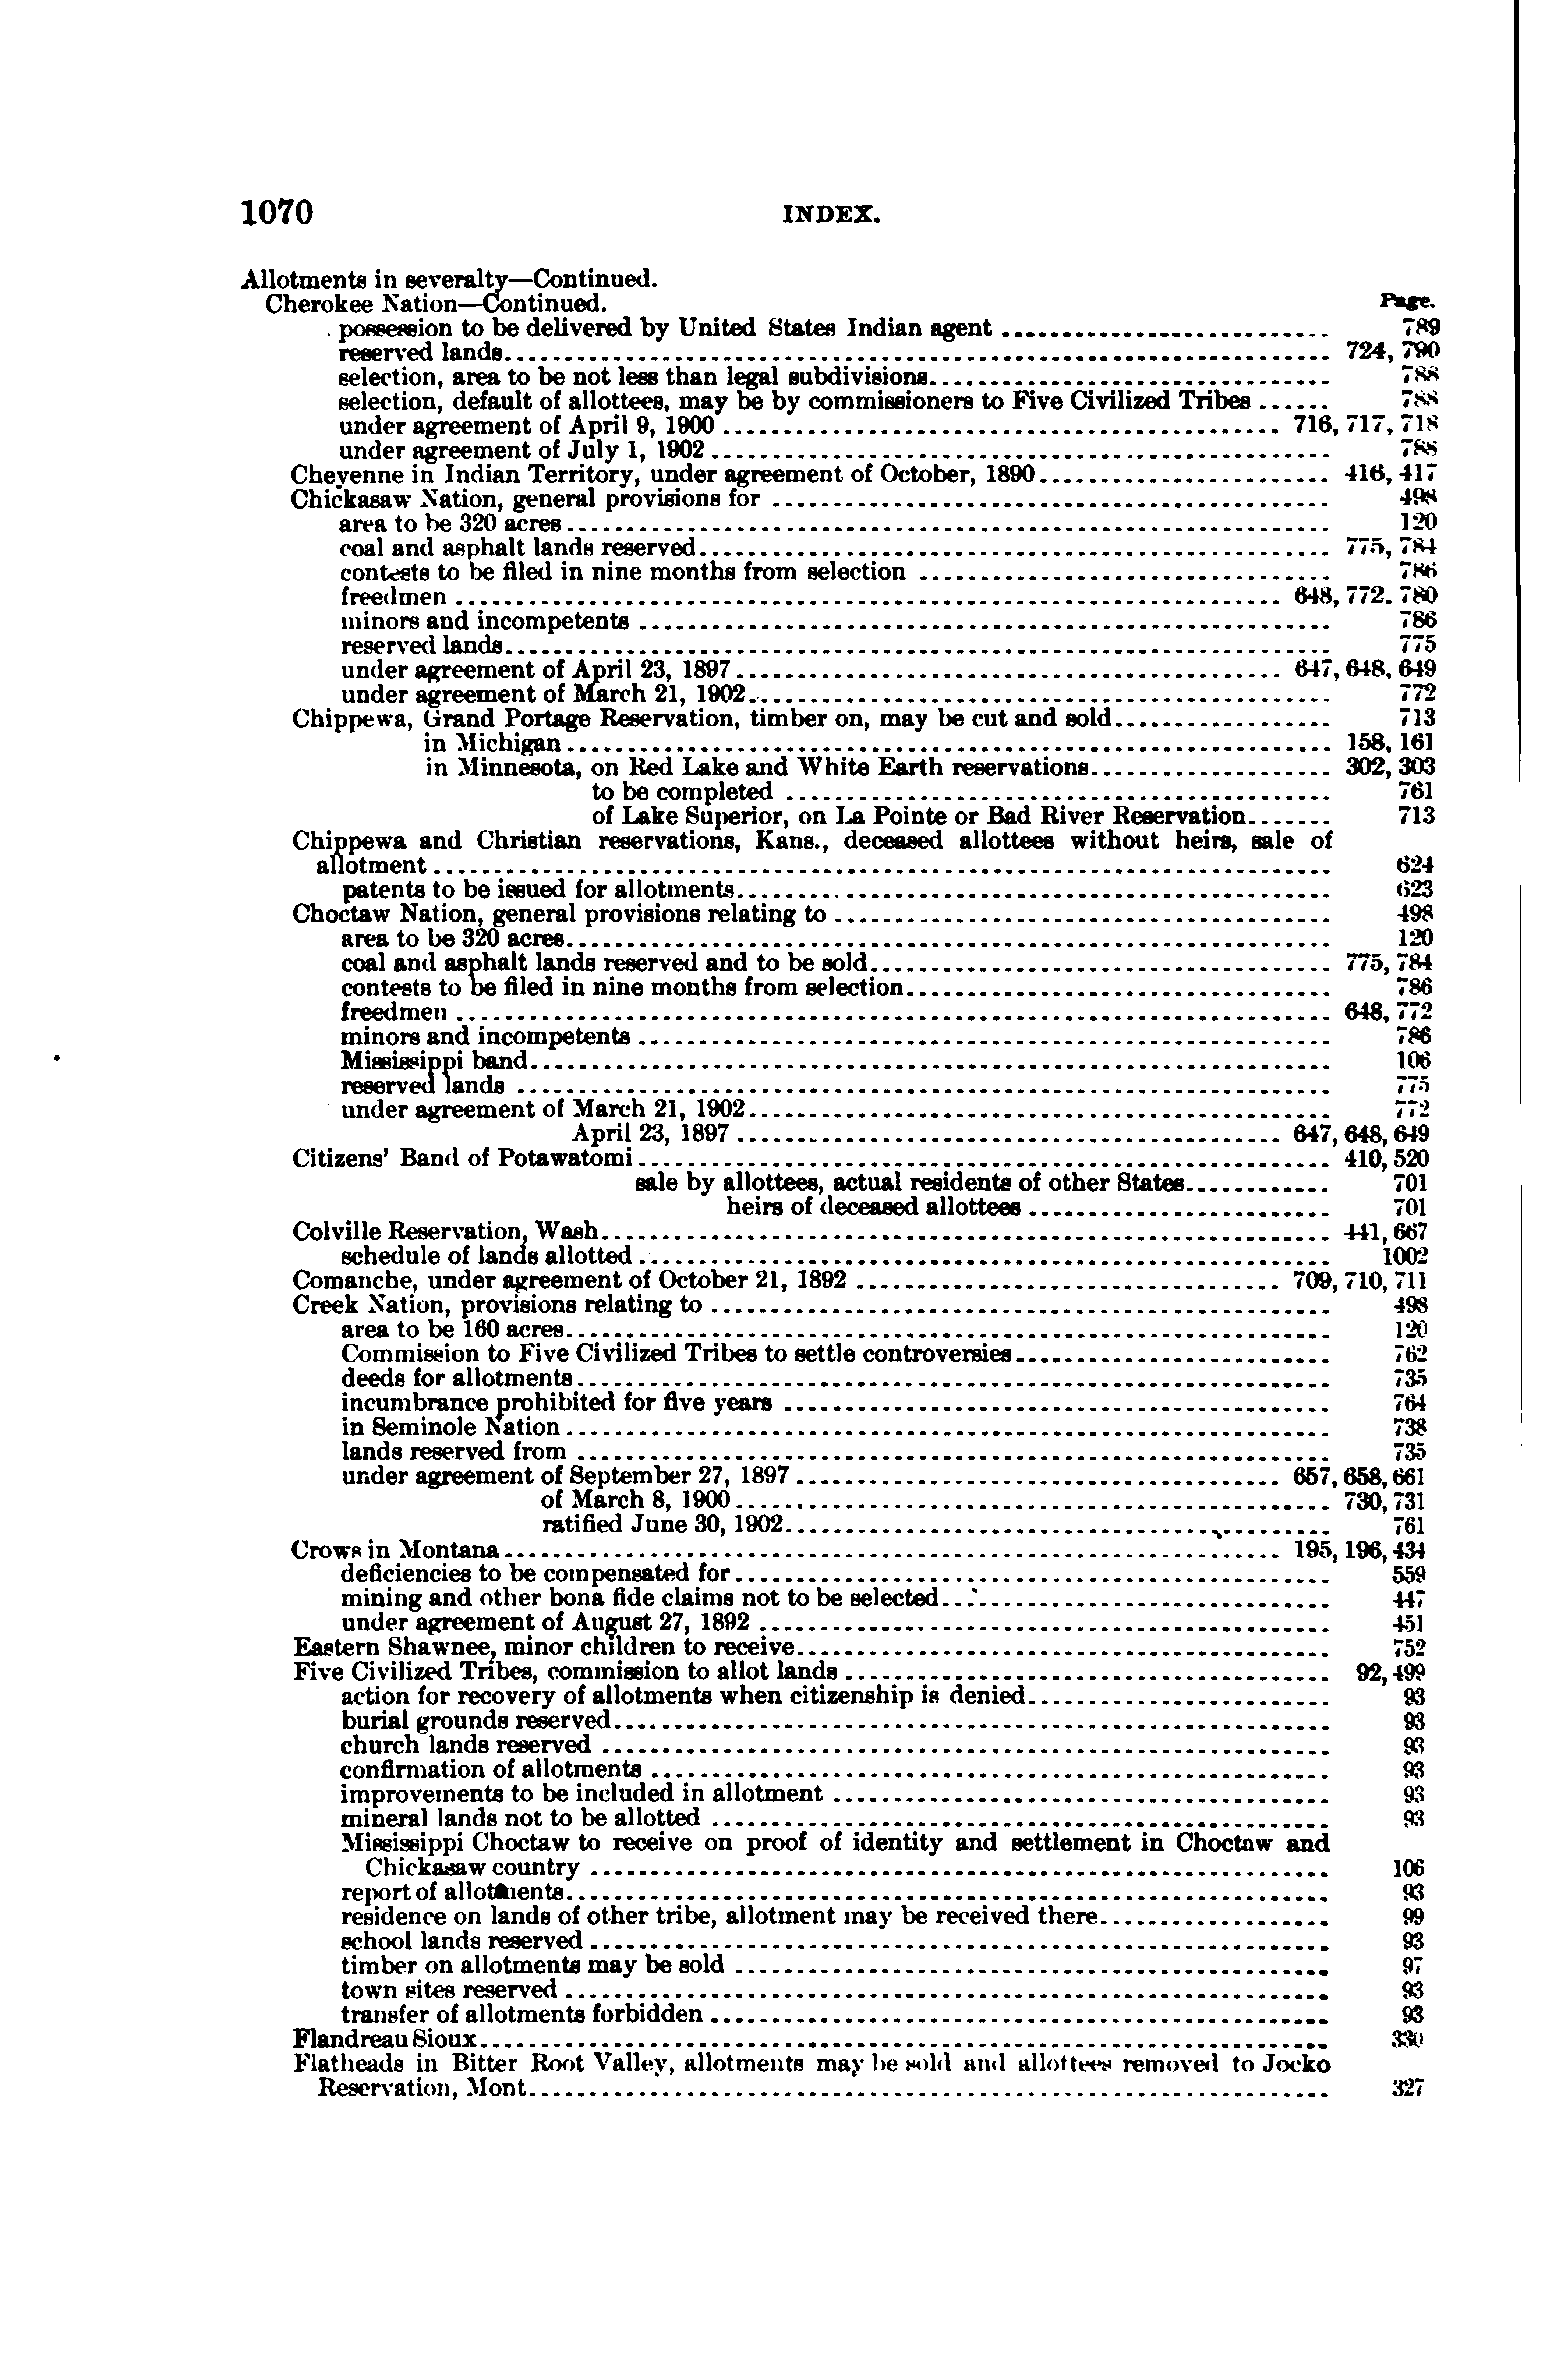 1070 INDEX.
Allotments in severalty—Continued.
Cherokee Nation—Continued. Page.
possession to be delivered by United States Indian agent ........ 789
reserved lands ........ 724, 790
selection, area to be not less than legal subdivisions ........ 788
selection, default of allottees, may be by commissioners to Five Civilized Tribes ...... 788
under agreement of April 9, 1900 ........ 716, 717, 718
under agreement of July 1, 1902 ........ 788
Cheyenne in Indian Territory, under agreement of October, 1890 ........ 416, 417
Chickasaw Nation, general provisions for ........ 498
area to be 320 acres ........ 120
coal and asphalt lands reserved ........ 775, 784
contests to be filed in nine months from selection ........ 786
freedmen ........ 648, 772. 780
minors and incompetents ........ 786
reserved lands ........ 775
under agreement of April 23, 1897 ........ 647, 648, 649
under agreement of March 21, 1902 ........ 772
Chippewa, Grand Portage Reservation, timber on, may be cut and sold ........ 713
in Michigan ........ 158, 161
in Minnesota, on Red Lake and White Earth reservations ........ 302, 303
to be completed ........ 761
of Lake Superior, on La Pointe or Bad River Reservation ....... 713
Chippewa and Christian reservations, Kans., deceased allottees without heirs, sale of
allotment ........ 624
patents to be issued for allotments ........ 623
Choctaw Nation, general provisions relating to ........ 498
area to be 320 acres ........ 120
coal and asphalt lands reserved and to be sold ........ 775, 784
contests to be filed in nine months from selection ........ 786
freedmen ........ 648, 772
minors and incompetents ........ 786
Mississippi band ........ 106
reserved lands ........ 775
under agreement of March 21, 1902 ........ 772
April 23, 1897 ........ 647, 648, 649
Citizens' Band of Potawatomi ........ 410, 520
sale by allottees, actual residents of other States ........ 701
heirs of deceased allottees ........ 701
Colville Reservation, Wash ........ 441, 667
schedule of lands allotted ........ 1002
Comanche, under agreement of October 21, 1892 ........ 709, 710, 711
Creek Nation, provisions relating to ........ 498
area to be 160 acres ........ 120
Commission to Five Civilized Tribes to settle controversies ........ 762
deeds for allotments ........ 735
incumbrance prohibited for five years ........ 764
in Seminole Nation ........ 738
lands reserved from ........ 735
under agreement of September 27, 1897 ........ 657, 658, 661
of March 8, 1900 ........ 730, 731
ratified June 30, 1902 ........ 761
Crows in Montana ........ 195, 196, 434
deficiencies to be compensated for ........ 559
mining and other bona fide claims not to be selected ........ 447
under agreement of August 27, 1892 ........ 451
Eastern Shawnee, minor children to receive ........ 752
Five Civilized Tribes, commission to allot lands ........ 92, 499
action for recovery of allotments when citizenship is denied ........ 93
burial grounds reserved ........ 93
church lands reserved ........ 93
confirmation of allotments ........ 93
improvements to be included in allotment ........ 93
mineral lands not to be allotted ........ 93
Mississippi Choctaw to receive on proof of identity and settlement in Choctaw and
Chickasaw country ........ 106
report of allotments ........ 93
residence on lands of other tribe, allotment may be received there ........ 99
school lands reserved ........ 93
timber on allotments may be sold ........ 97
town sites reserved ........ 93
transfer of allotments forbidden ........ 93
Flandreau Sioux ........ 330
Flatheads in Bitter Root Valley, allotments may be sold and allottees removed to Jocko
Reservation, Mont ........ 327